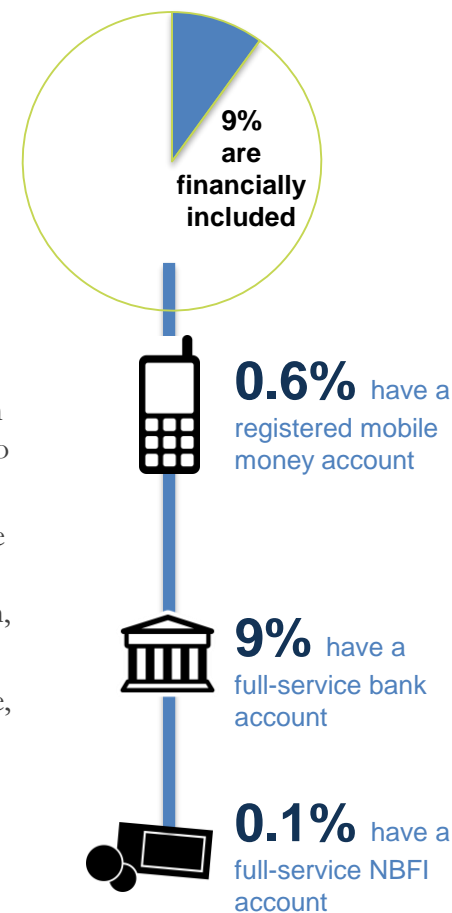 9%
are
financially
included
0.6% have a
registered mobile
money account
9% have a
full-service bank
account
0.1% have a
full-service NBFI
account